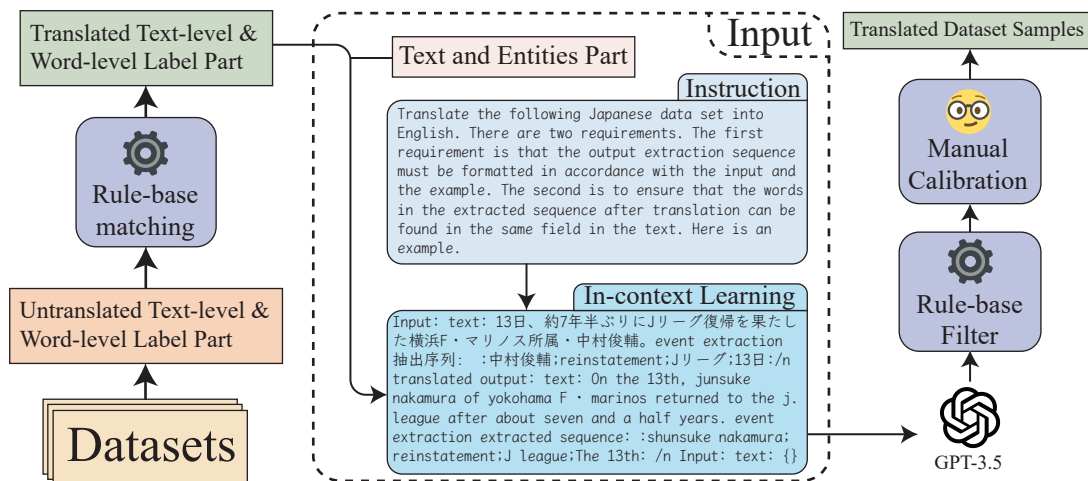 Translated Text-level &
Word-level Label Part
Rule-base
matching
Untranslated Text-level &
Word-level Label Part
Datasets
Input
Text and Entities Part
Instruction
Translate the following Japanese data set into
English. There are two requirements. The first
requirement is that the output extraction sequence
must be formatted in accordance with the input and
the example. The second is to ensure that the words
in the extracted sequence after translation can be
found in the same field in the text. Here is an
example.
In-context Learning
Input: text: 13日、約7年半ぶりにJリーグ復帰を果たし
た横浜F・マリノス所属・中村俊輔。event extraction
抽出序列: :中村俊輔;reinstatement;Jリーグ;13日:/n
translated output: text: On the 13th, junsuke
nakamura of yokohama F・marinos returned to the j.
league after about seven and a half years. event
extraction extracted sequence: :shunsuke nakamura;
reinstatement;J league;The 13th: /n Input: text: {}
Translated Dataset Samples
Manual
Calibration
Rule-base
Filter
GPT-3.5